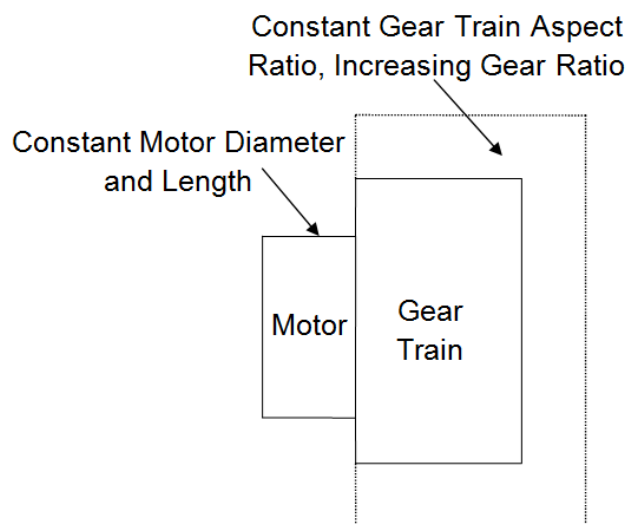 Constant Gear Train Aspect
Ratio, Increasing Gear Ratio
Constant Motor Diameter
and Length
Motor
Gear
Train